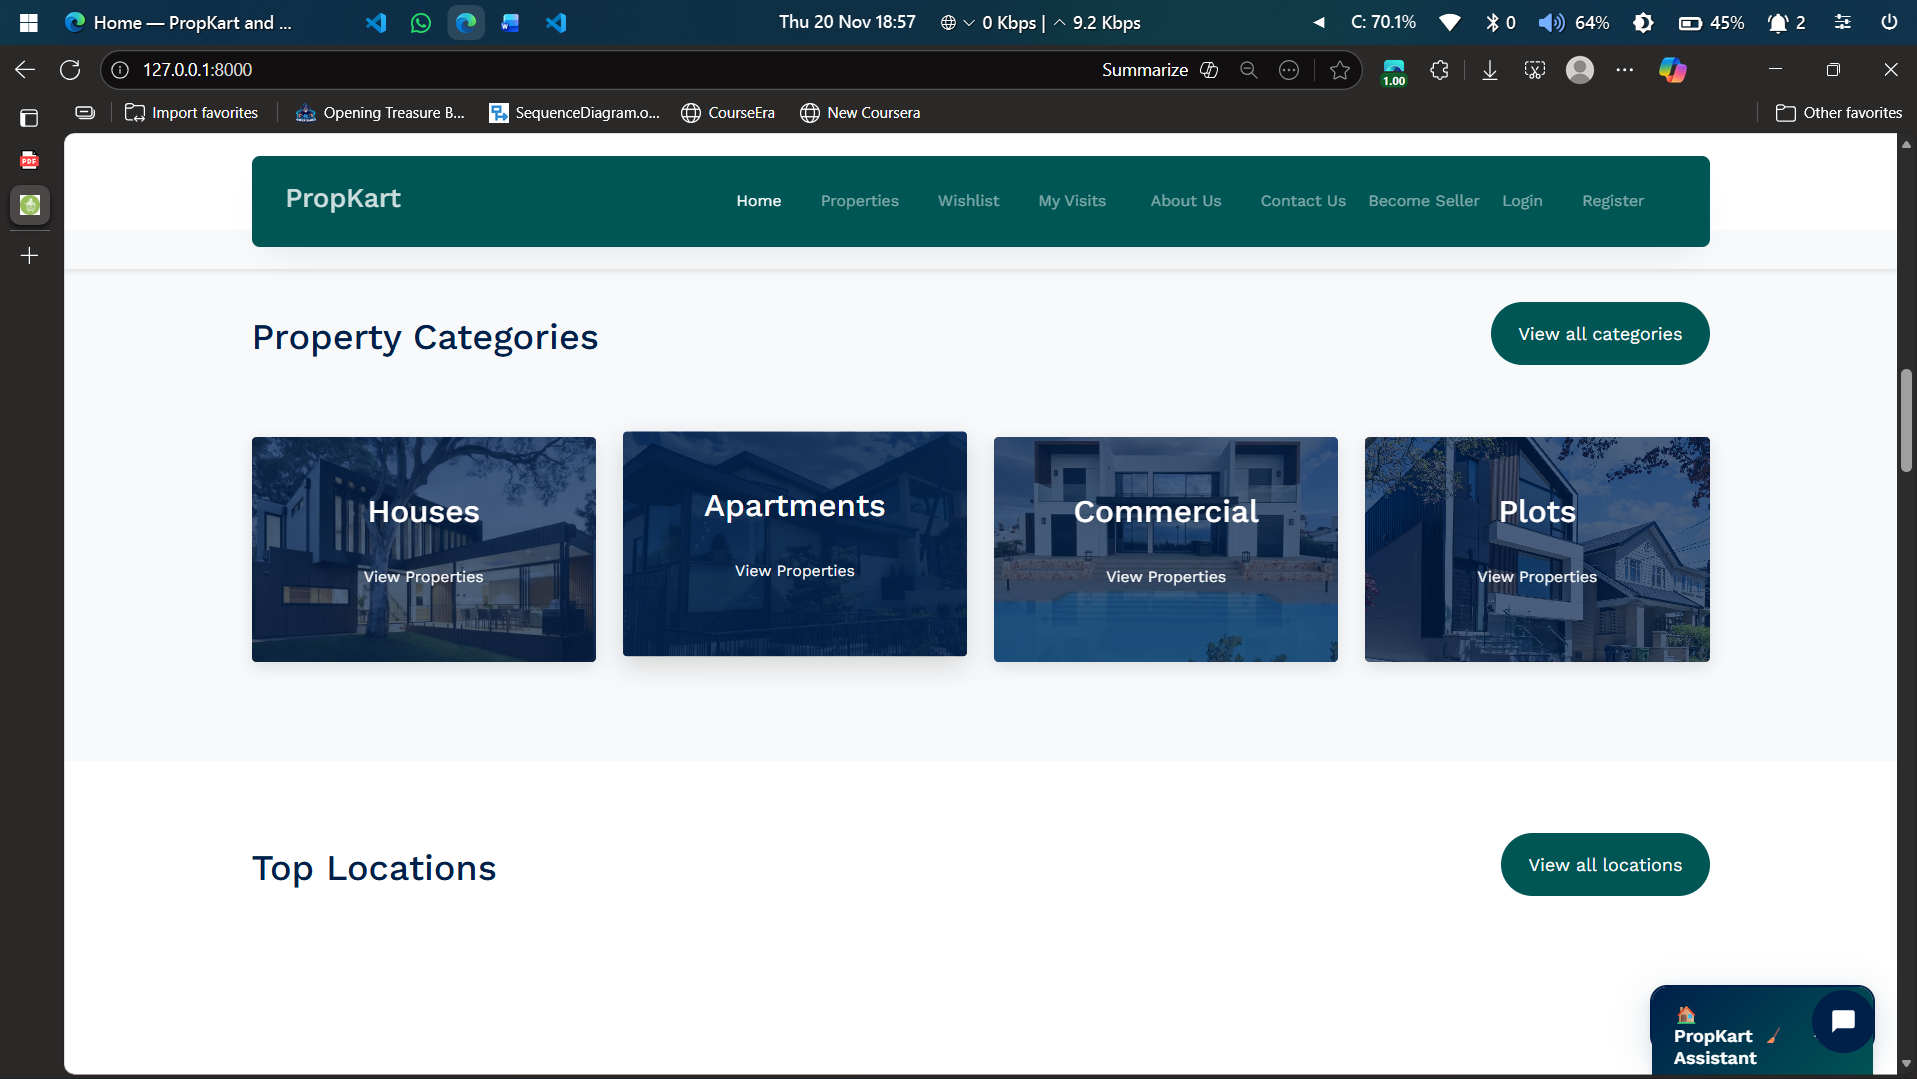 Home — PropKart and ...
Thu 20 Nov 18:57
0 Kbps | 9.2 Kbps
C: 70.1%
0
64%
45%
2
127.0.0.1:8000
Summarize
1.00
Import favorites
Opening Treasure B...
SequenceDiagram.o...
CourseEra
New Coursera
Other favorites
PDF
PropKart
Home Properties Wishlist My Visits About Us Contact Us Become Seller Login Register
Property Categories
View all categories
Houses
View Properties
Apartments
View Properties
Commercial
View Properties
Plots
View Properties
Top Locations
View all locations
PropKart
Assistant